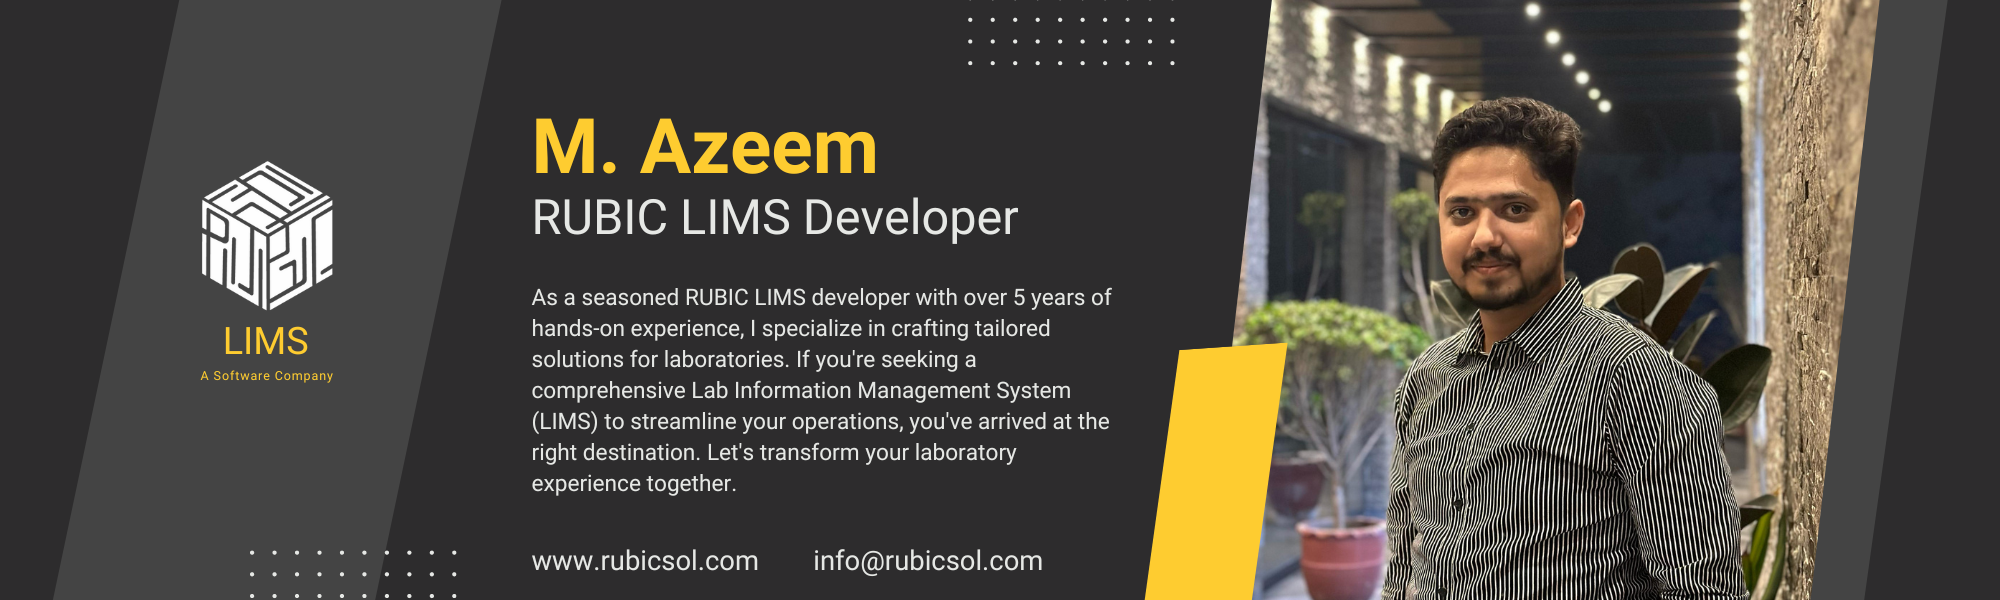 RUBIC
LIMS
A Software Company
M. Azeem
RUBIC LIMS Developer
As a seasoned RUBIC LIMS developer with over 5 years of
hands-on experience, I specialize in crafting tailored
solutions for laboratories. If you're seeking a
comprehensive Lab Information Management System
(LIMS) to streamline your operations, you've arrived at the
right destination. Let's transform your laboratory
experience together.
www.rubicsol.com
info@rubicsol.com